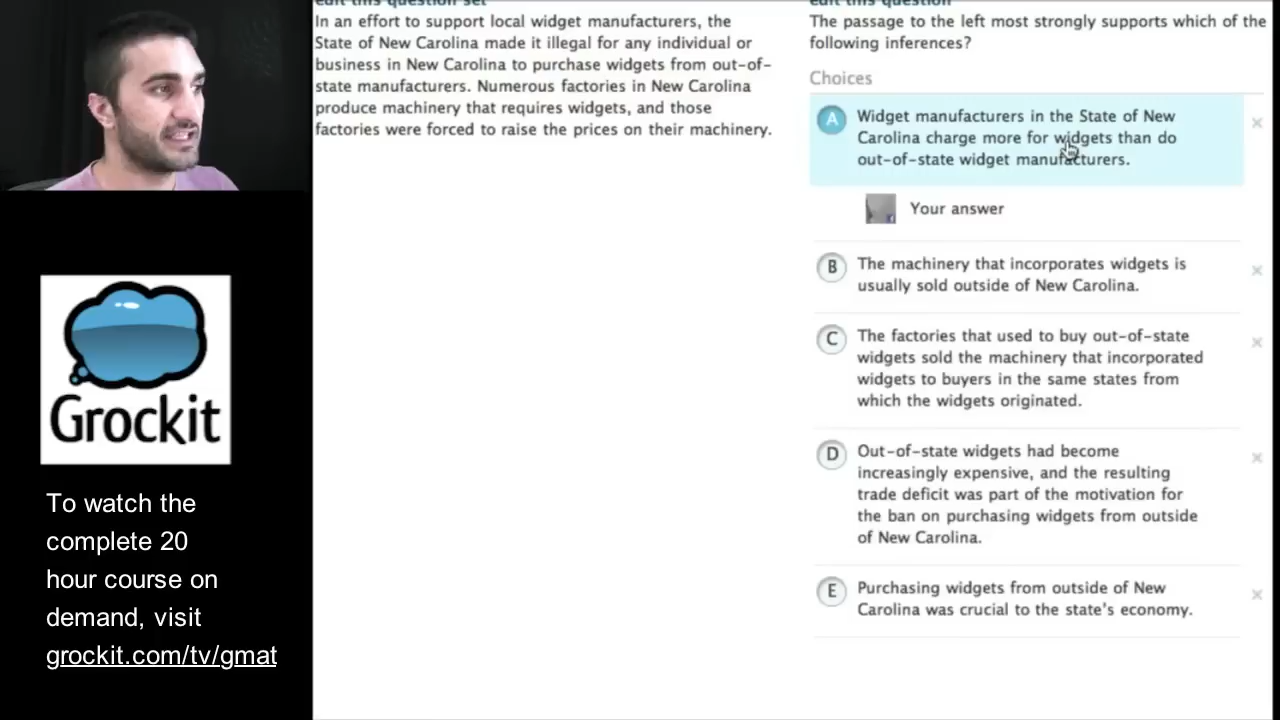 edit this question set
In an effort to support local widget manufacturers, the
State of New Carolina made it illegal for any individual or
business in New Carolina to purchase widgets from out-of-
state manufacturers. Numerous factories in New Carolina
produce machinery that requires widgets, and those
factories were forced to raise the prices on their machinery.
edit this question
The passage to the left most strongly supports which of the
following inferences?
Choices
A Widget manufacturers in the State of New
Carolina charge more for widgets than do
out-of-state widget manufacturers.
Your answer
B The machinery that incorporates widgets is
usually sold outside of New Carolina.
C The factories that used to buy out-of-state
widgets sold the machinery that incorporated
widgets to buyers in the same states from
which the widgets originated.
D Out-of-state widgets had become
increasingly expensive, and the resulting
trade deficit was part of the motivation for
the ban on purchasing widgets from outside
of New Carolina.
E Purchasing widgets from outside of New
Carolina was crucial to the state's economy.
Grockit
To watch the
complete 20
hour course on
demand, visit
grockit.com/tv/gmat